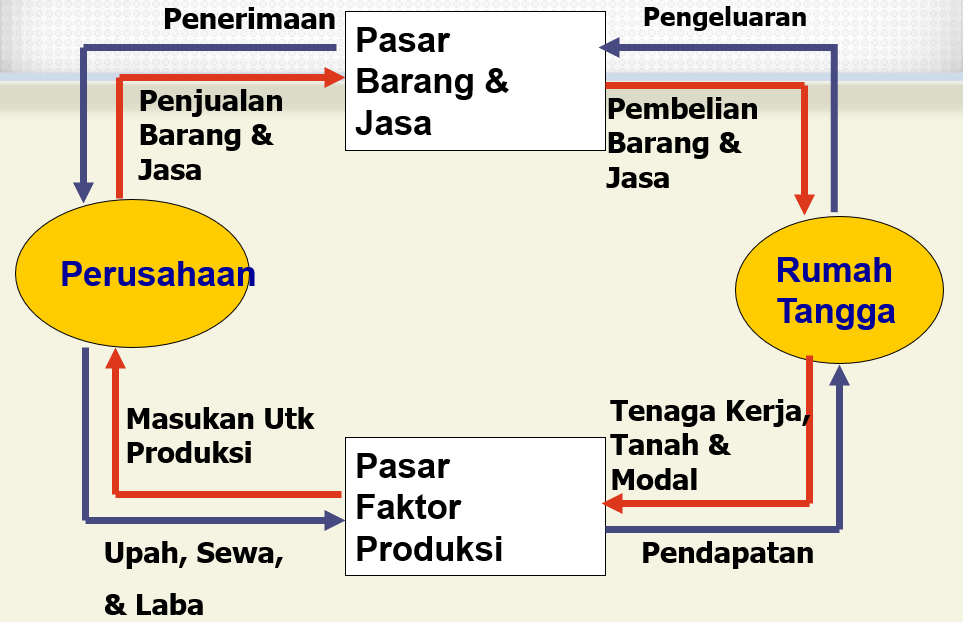 Penerimaan
Pasar
Barang &
Jasa
Pengeluaran
Penjualan
Barang &
Jasa
Pembelian
Barang &
Jasa
Perusahaan
Rumah
Tangga
Masukan Utk
Produksi
Pasar
Faktor
Produksi
Tenaga Kerja,
Tanah &
Modal
Upah, Sewa,
& Laba
Pendapatan